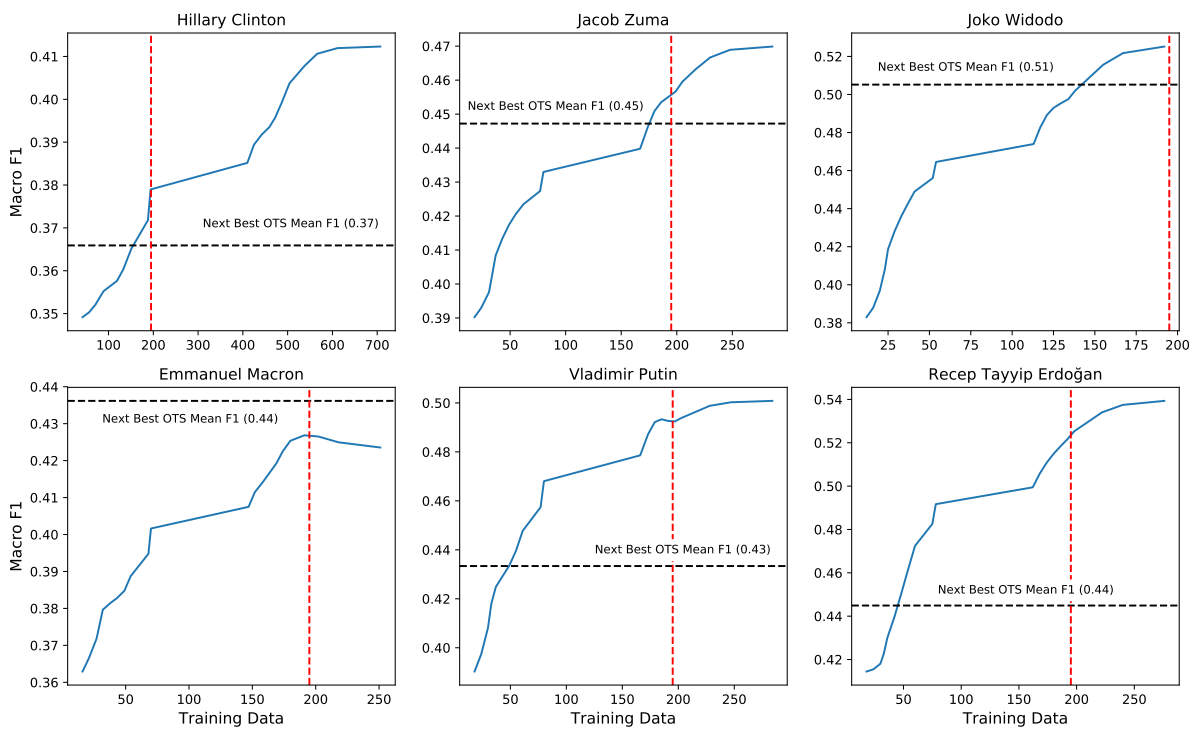 Hillary Clinton
Macro F1
0.41
0.40
0.39
0.38
0.37
0.36
0.35
Next Best OTS Mean F1 (0.37)
100 200 300 400 500 600 700
Jacob Zuma
0.47
0.46
0.45
0.44
0.43
0.42
0.41
0.40
0.39
Next Best OTS Mean F1 (0.45)
50 100 150 200 250
Joko Widodo
0.52
0.50
0.48
0.46
0.44
0.42
0.40
0.38
Next Best OTS Mean F1 (0.51)
25 50 75 100 125 150 175 200
Emmanuel Macron
Macro F1
0.44
0.43
0.42
0.41
0.40
0.39
0.38
0.37
0.36
Next Best OTS Mean F1 (0.44)
50 100 150 200 250
Training Data
Vladimir Putin
0.50
0.48
0.46
0.44
0.42
0.40
Next Best OTS Mean F1 (0.43)
50 100 150 200 250
Training Data
Recep Tayyip Erdoğan
0.54
0.52
0.50
0.48
0.46
0.44
0.42
Next Best OTS Mean F1 (0.44)
50 100 150 200 250
Training Data